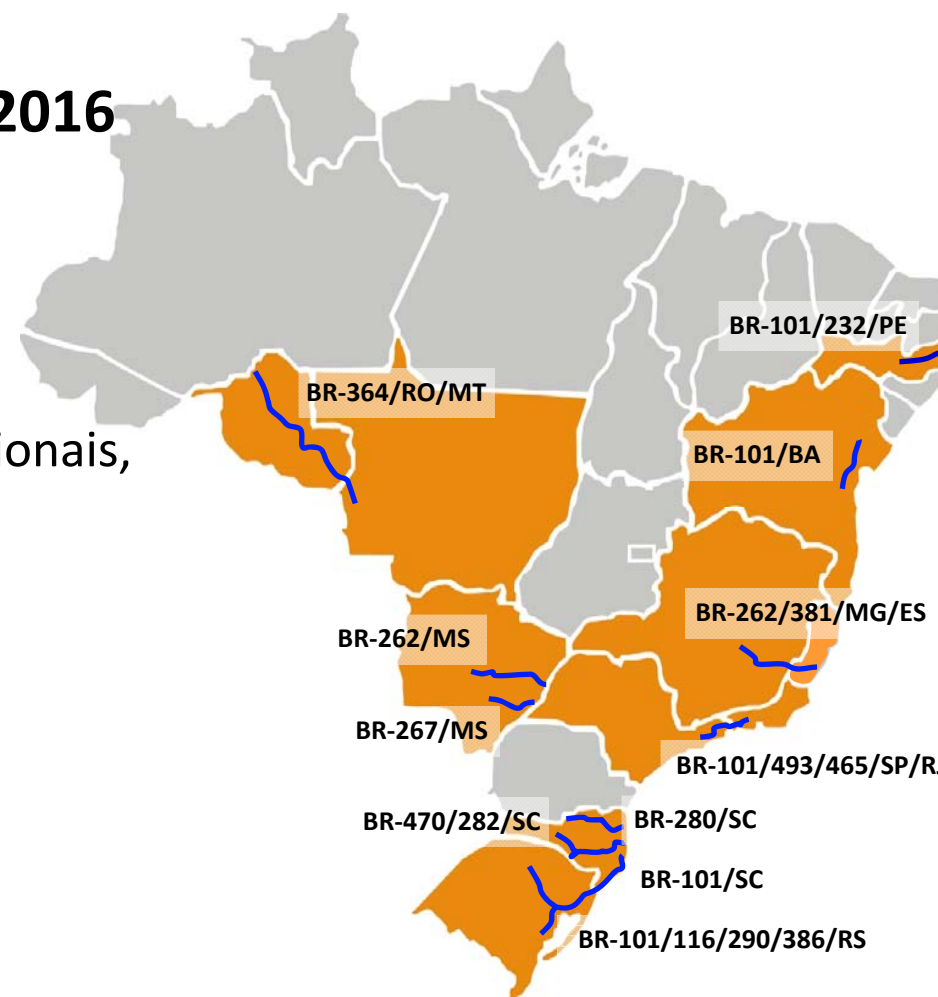 2016
BR-101/232/PE
BR-364/RO/MT
ionais,
BR-101/BA
BR-262/381/MG/ES
BR-262/MS
BR-267/MS
BR-101/493/465/SP/R
BR-470/282/SC
BR-280/SC
BR-101/SC
BR-101/116/290/386/RS